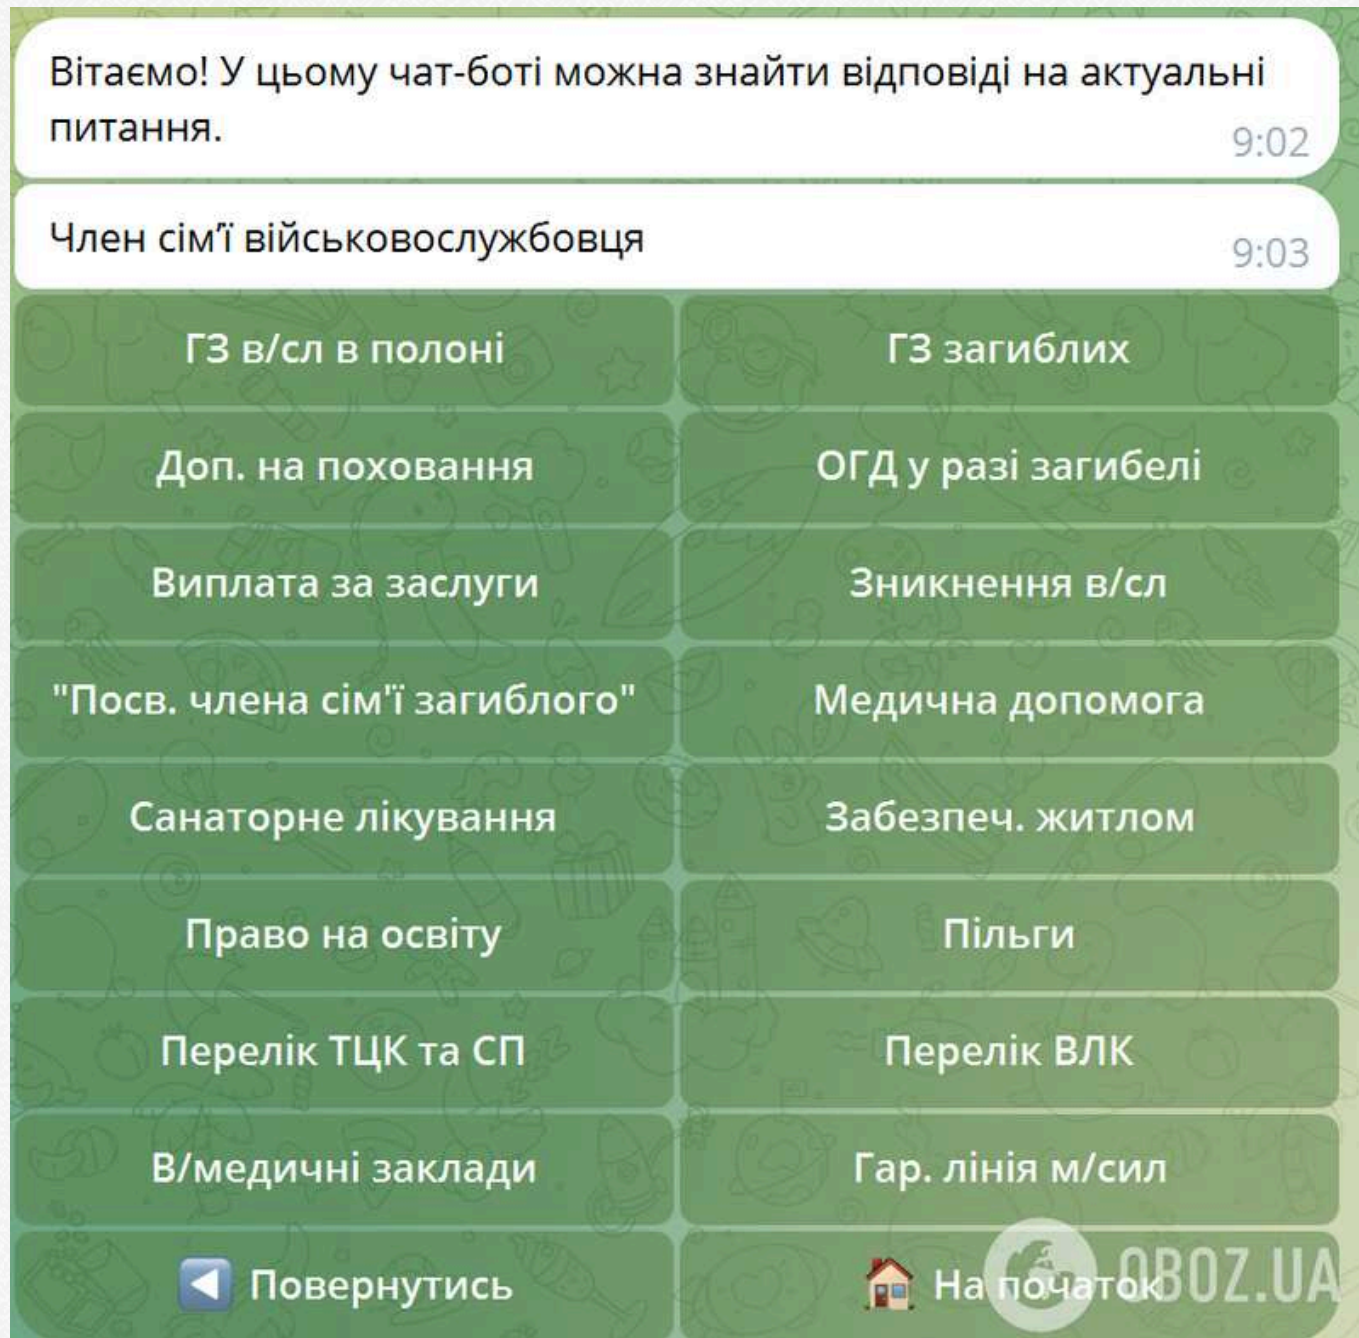 Вітаємо! У цьому чат-боті можна знайти відповіді на актуальні
питання.
9:02
Член сім'ї військовослужбовця
9:03
ГЗ в/сл в полоні
ГЗ загиблих
Доп. на поховання
ОГД у разі загибелі
Виплата за заслуги
Зникнення в/сл
"Посв. члена сім'ї загиблого"
Медична допомога
Санаторне лікування
Забезпеч. житлом
Право на освіту
Пільги
Перелік ТЦК та СП
Перелік ВЛК
В/медичні заклади
Гар. лінія м/сил
Повернутись
На початок
OBOZ.UA